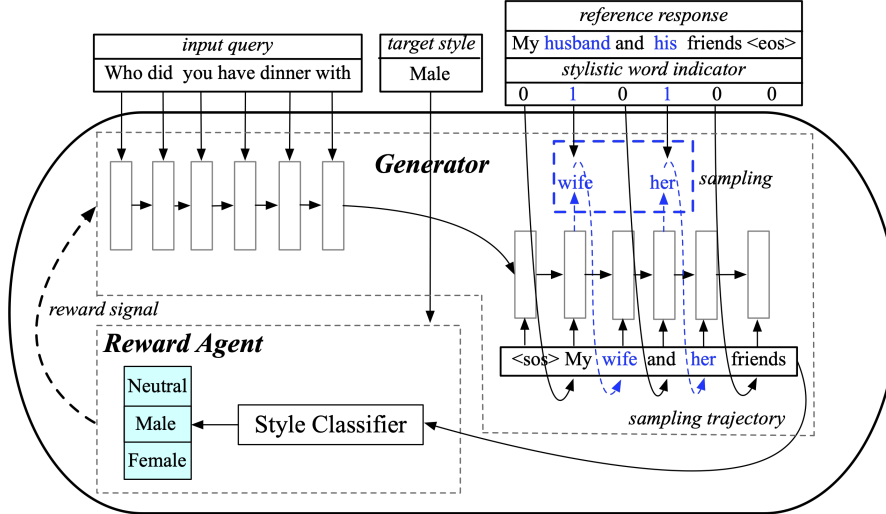 input query
Who did you have dinner with
target style
Male
reference response
My husband and his friends <eos>
stylistic word indicator
0 1 0 1 0 0
Generator
wife her
sampling
reward signal
<sos> My wife and her friends
sampling trajectory
Reward Agent
Neutral
Male
Female
Style Classifier